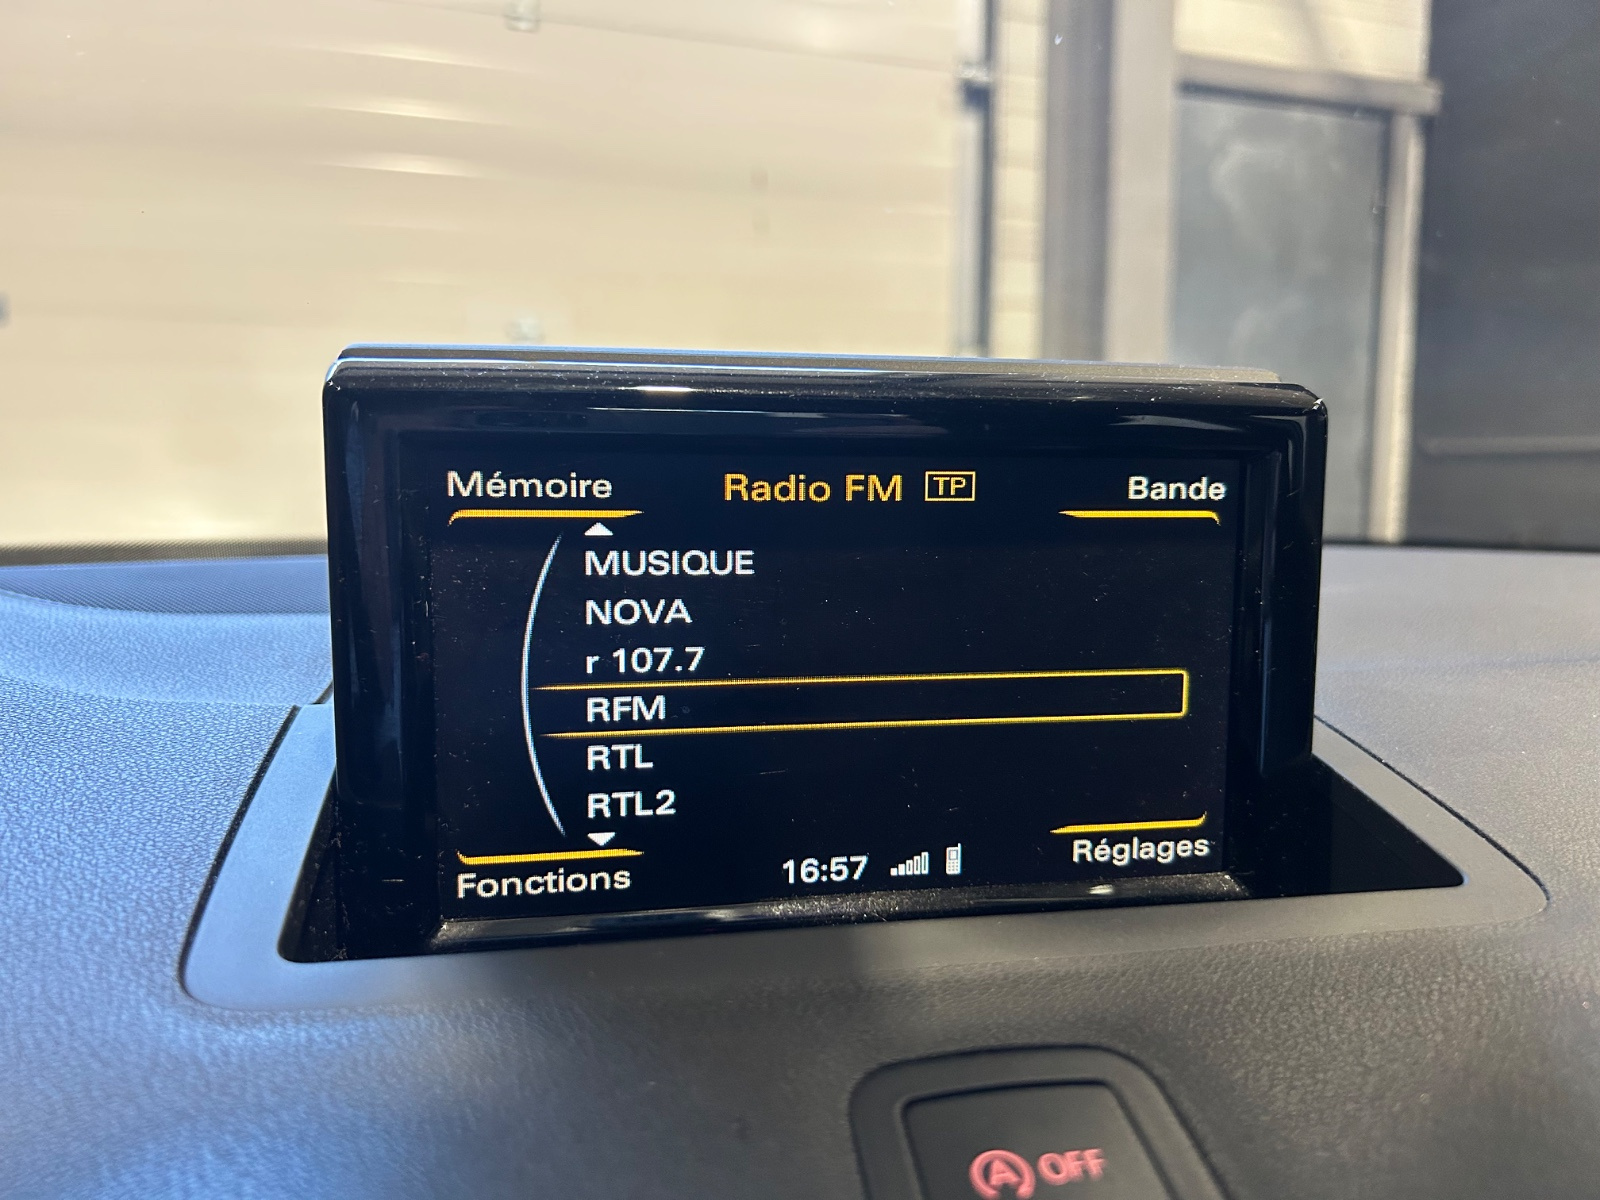 Mémoire Radio FM TP Bande
MUSIQUE
NOVA
r 107.7
RFM
RTL
RTL2
Fonctions 16:57 Réglages
A OFF